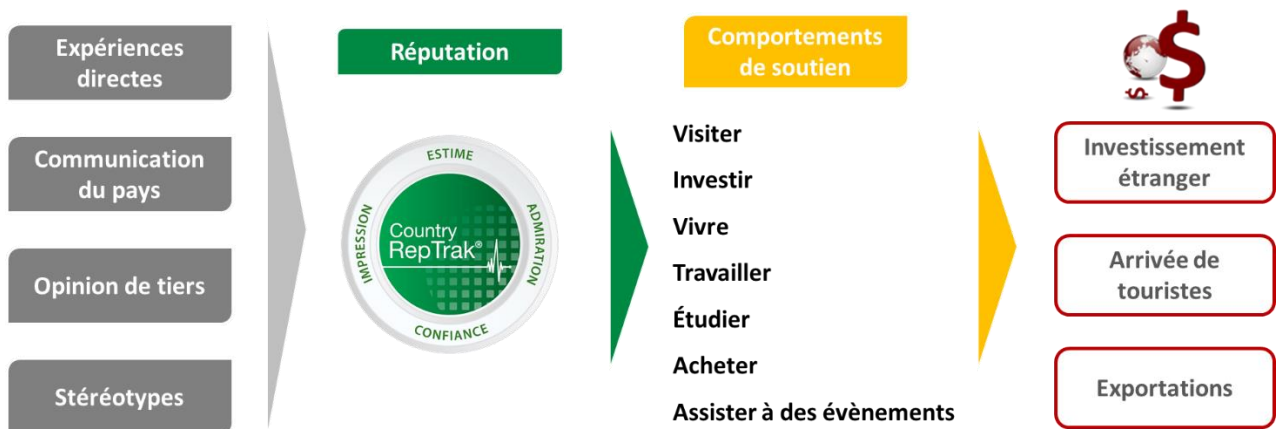 Expériences
directes
Communication
du pays
Opinion de tiers
Stéréotypes
Réputation
ESTIME
IMPRESSION
ADMIRATION
CONFIANCE
Country
RepTrak®
Comportements
de soutien
Visiter
Investir
Vivre
Travailler
Étudier
Acheter
Assister à des évènements
$
$
Investissement
étranger
Arrivée de
touristes
Exportations